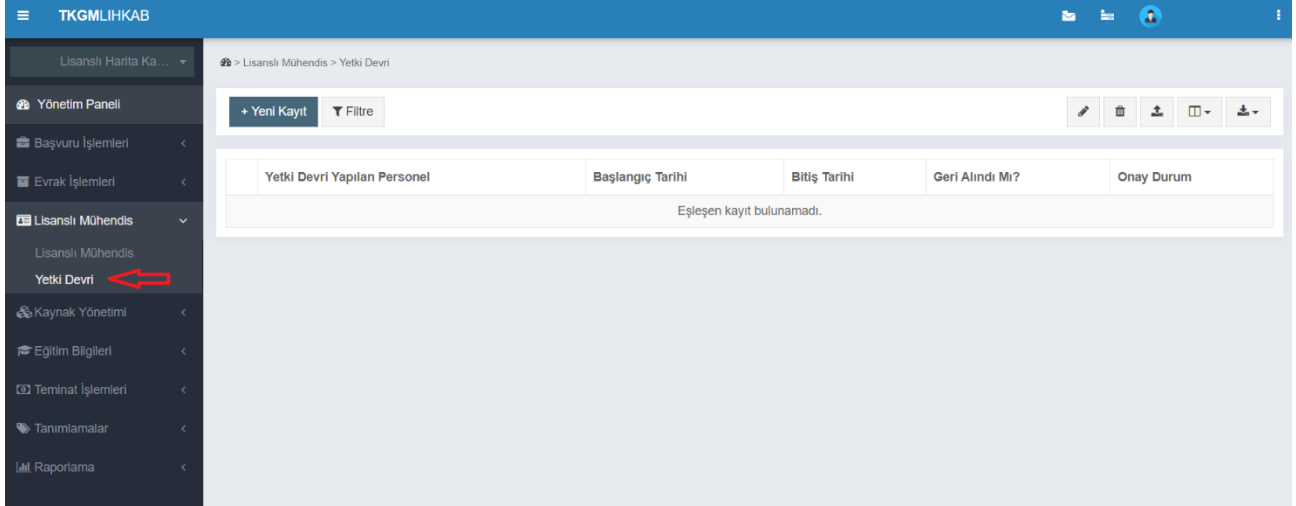 TKGMLIHKAB
Lisanslı Harita Ka...
> Lisanslı Mühendis > Yetki Devri
Yönetim Paneli
+ Yeni Kayıt Filtre
Başvuru İşlemleri
Evrak İşlemleri
Lisanslı Mühendis
Lisanslı Mühendis
Yetki Devri
Kaynak Yönetimi
Eğitim Bilgileri
Teminat İşlemleri
Tanımlamalar
Raporlama
Yetki Devri Yapılan Personel Başlangıç Tarihi Bitiş Tarihi Geri Alındı Mı? Onay Durum
Eşleşen kayıt bulunamadı.